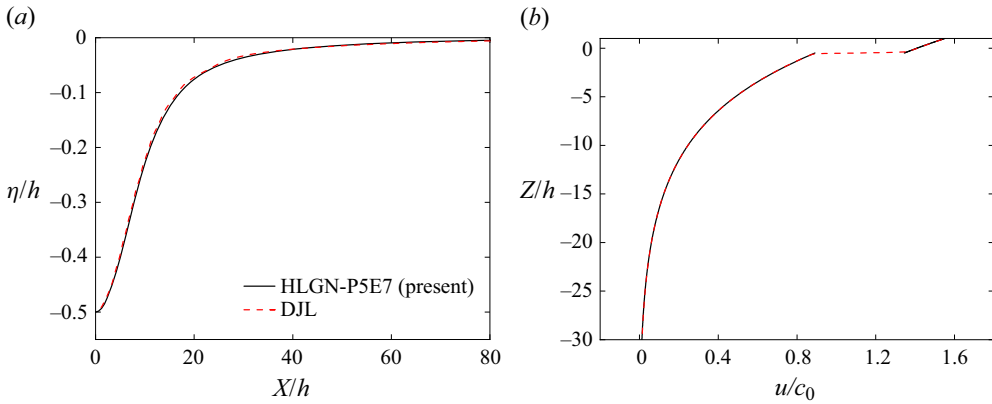 (a)
0
–0.1
–0.2
η/h
–0.3
–0.4
–0.5
HLGN-P5E7 (present)
DJL
0 20 40 60 80
X/h
(b)
0
–5
–10
Z/h
–15
–20
–25
–30
0 0.4 0.8 1.2 1.6
u/c₀